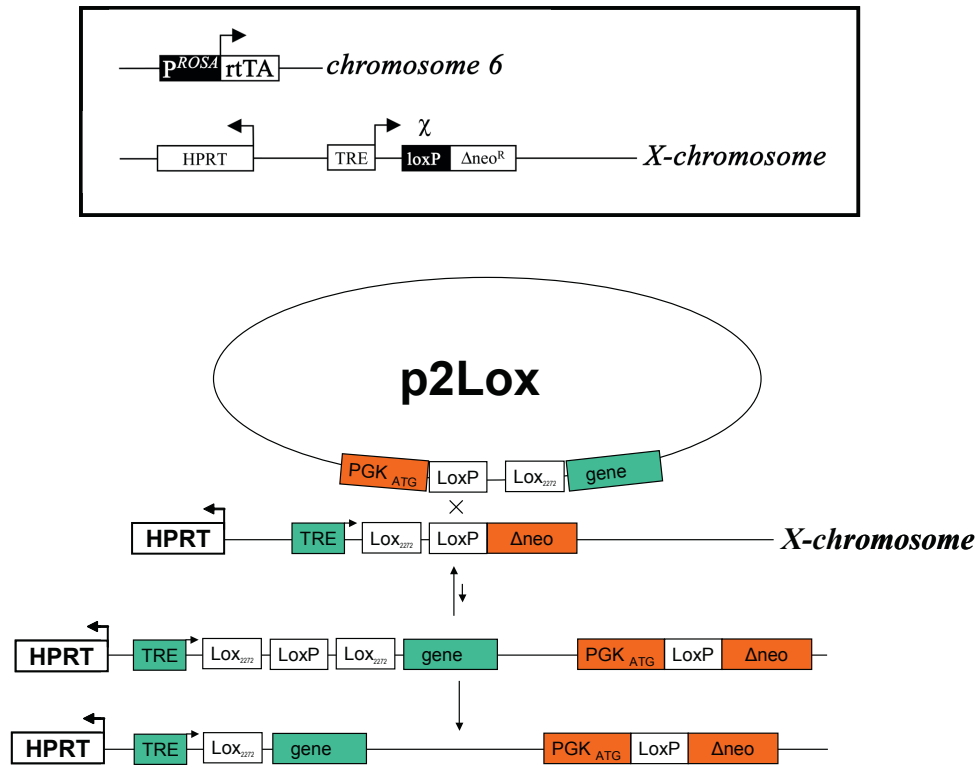 P^ROSA rtTA chromosome 6
χ
HPRT TRE loxP Δneo^R X-chromosome
p2Lox
PGK ATG LoxP Lox2272 gene
×
HPRT TRE Lox2272 LoxP Δneo X-chromosome
HPRT TRE Lox2272 LoxP Lox2272 gene PGK ATG LoxP Δneo
HPRT TRE Lox2272 gene PGK ATG LoxP Δneo